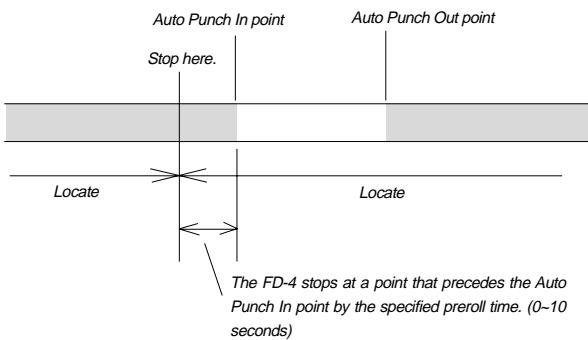 Auto Punch In point
Auto Punch Out point
Stop here.
Locate
Locate
The FD-4 stops at a point that precedes the Auto
Punch In point by the specified preroll time. (0~10
seconds)